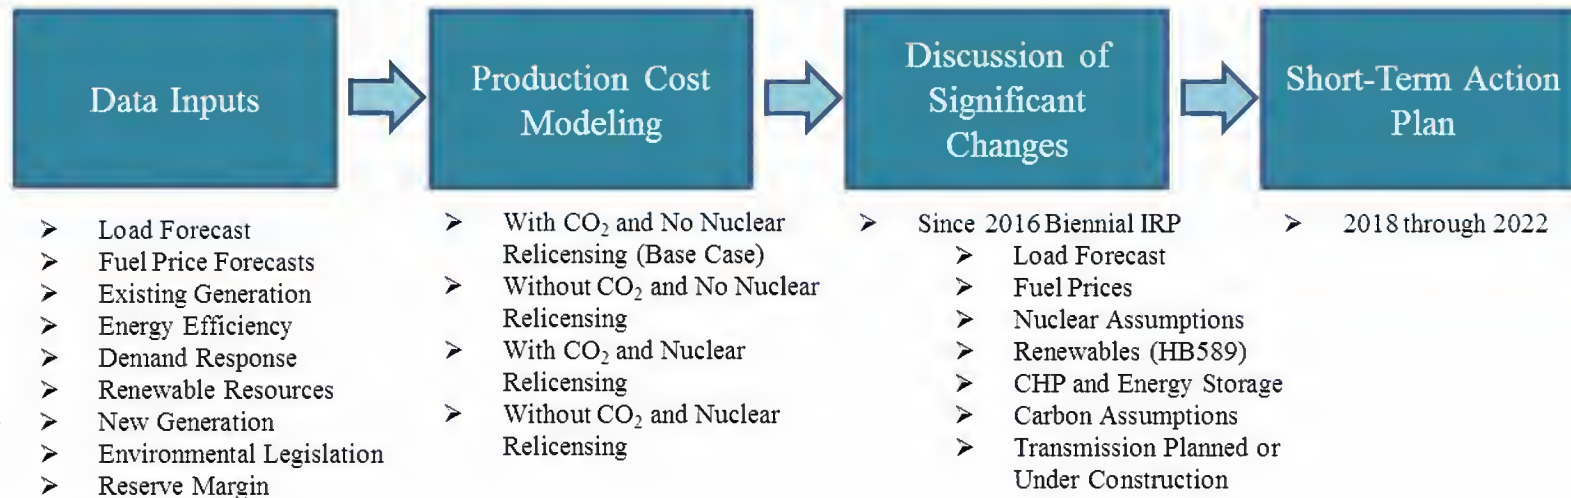 Data Inputs
Production Cost
Modeling
Discussion of
Significant
Changes
Short-Term Action
Plan
➢ Load Forecast
➢ Fuel Price Forecasts
➢ Existing Generation
➢ Energy Efficiency
➢ Demand Response
➢ Renewable Resources
➢ New Generation
➢ Environmental Legislation
➢ Reserve Margin
➢ With CO₂ and No Nuclear
Relicensing (Base Case)
➢ Without CO₂ and No Nuclear
Relicensing
➢ With CO₂ and Nuclear
Relicensing
➢ Without CO₂ and Nuclear
Relicensing
➢ Since 2016 Biennial IRP
➢ Load Forecast
➢ Fuel Prices
➢ Nuclear Assumptions
➢ Renewables (HB589)
➢ CHP and Energy Storage
➢ Carbon Assumptions
➢ Transmission Planned or
Under Construction
➢ 2018 through 2022